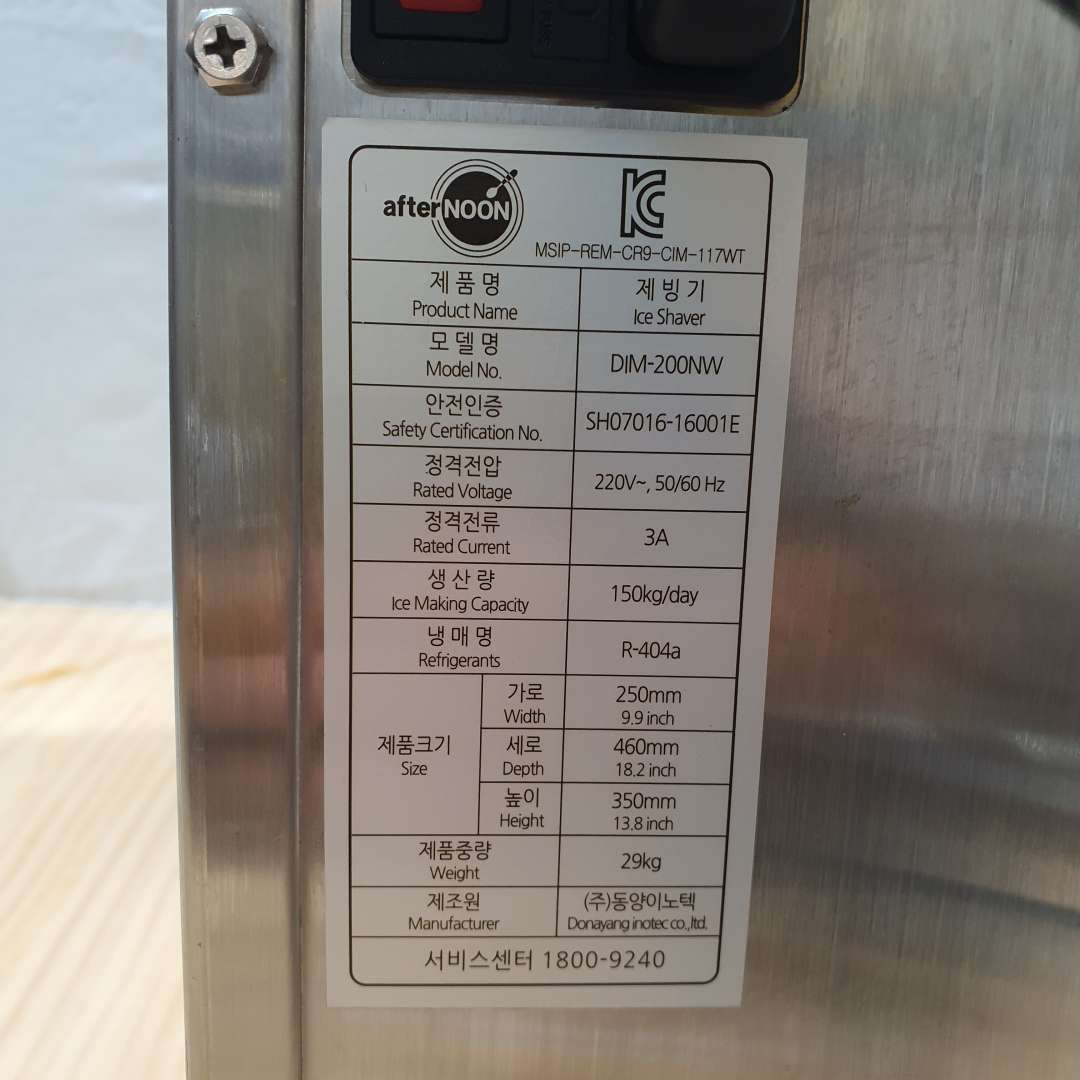 afterNOON
MSIP-REM-CR9-CIM-117WT
제 품 명
Product Name
제 빙 기
Ice Shaver
모 델 명
Model No.
DIM-200NW
안전인증
Safety Certification No.
SH07016-16001E
정격전압
Rated Voltage
220V~, 50/60 Hz
정격전류
Rated Current
3A
생 산 량
Ice Making Capacity
150kg/day
냉 매 명
Refrigerants
R-404a
제품크기
Size
가로
Width
250mm
9.9 inch
세로
Depth
460mm
18.2 inch
높이
Height
350mm
13.8 inch
제품중량
Weight
29kg
제조원
Manufacturer
(주)동양이노텍
Donayang inotec co.,ltd.
서비스센터 1800-9240